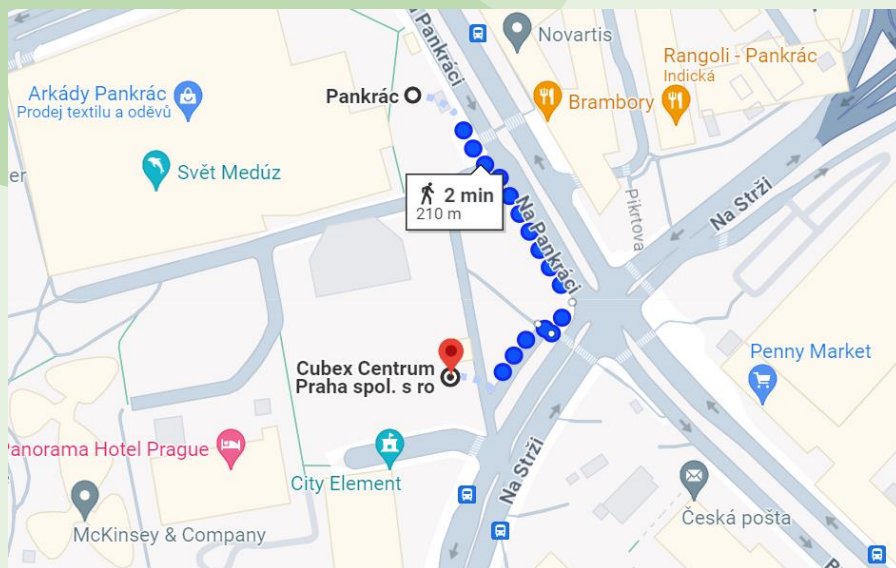 Na Pankráci
Novartis
Rangoli - Pankrác
Indická
Arkády Pankrác
Prodej textilu a oděvů
Pankrác
Brambory
er
Svět Medúz
2 min
210 m
Na Pankráci
Pikrtova
Na Strži
Cubex Centrum
Praha spol. s ro
Penny Market
Panorama Hotel Prague
City Element
Na Strži
McKinsey & Company
Česká pošta